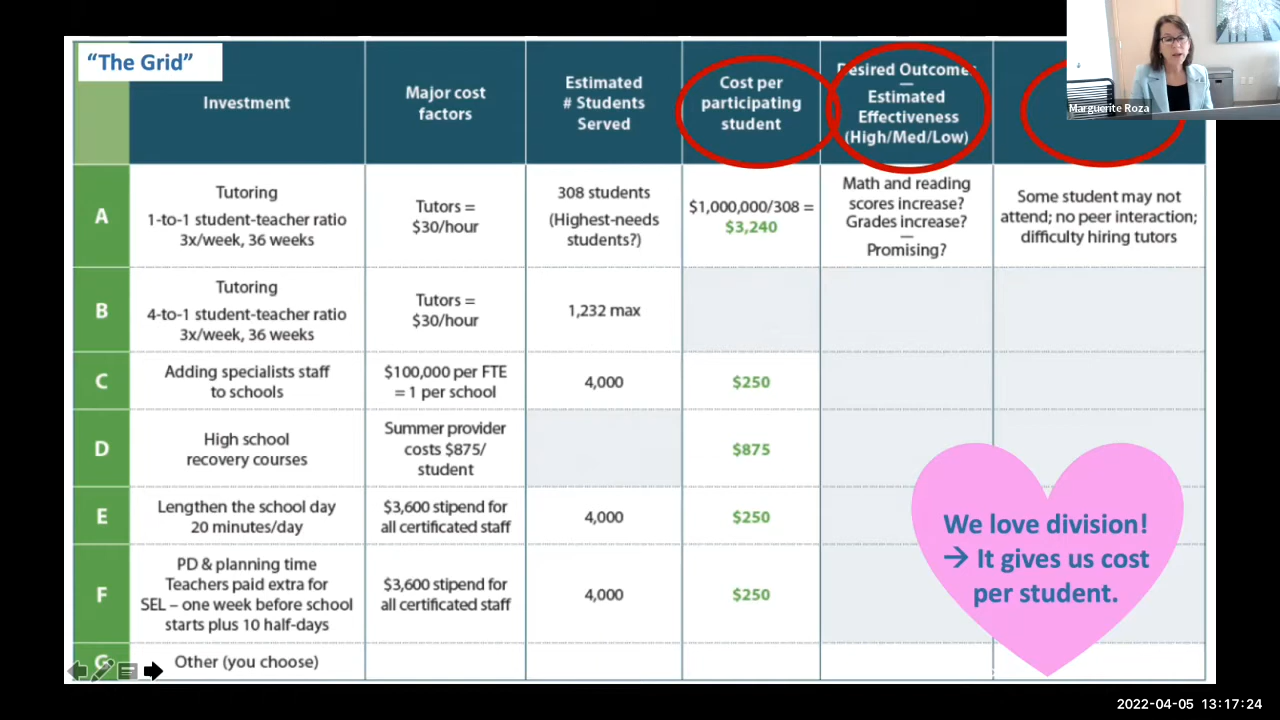 “The Grid”
Investment
Major cost
factors
Estimated
# Students
Served
Cost per
participating
student
Desired Outcomes
—
Estimated
Effectiveness
(High/Med/Low)
Marguerite Roza
A
Tutoring
1-to-1 student-teacher ratio
3x/week, 36 weeks
Tutors =
$30/hour
308 students
(Highest-needs
students?)
$1,000,000/308 =
$3,240
Math and reading
scores increase?
Grades increase?
—
Promising?
Some student may not
attend; no peer interaction;
difficulty hiring tutors
B
Tutoring
4-to-1 student-teacher ratio
3x/week, 36 weeks
Tutors =
$30/hour
1,232 max
C
Adding specialists staff
to schools
$100,000 per FTE
= 1 per school
4,000
$250
D
High school
recovery courses
Summer provider
costs $875/
student
$875
E
Lengthen the school day
20 minutes/day
$3,600 stipend for
all certificated staff
4,000
$250
F
PD & planning time
Teachers paid extra for
SEL – one week before school
starts plus 10 half-days
$3,600 stipend for
all certificated staff
4,000
$250
G
Other (you choose)
We love division!
→ It gives us cost
per student.
2022-04-05 13:17:24